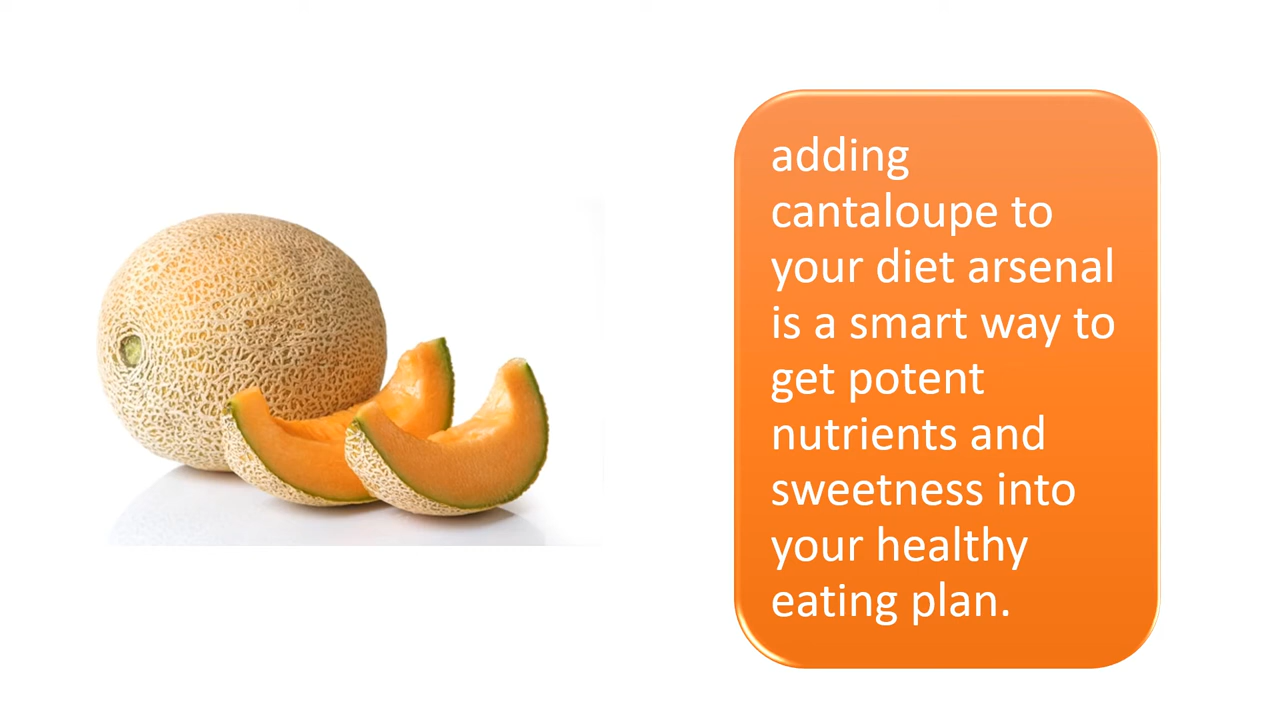 adding
cantaloupe to
your diet arsenal
is a smart way to
get potent
nutrients and
sweetness into
your healthy
eating plan.